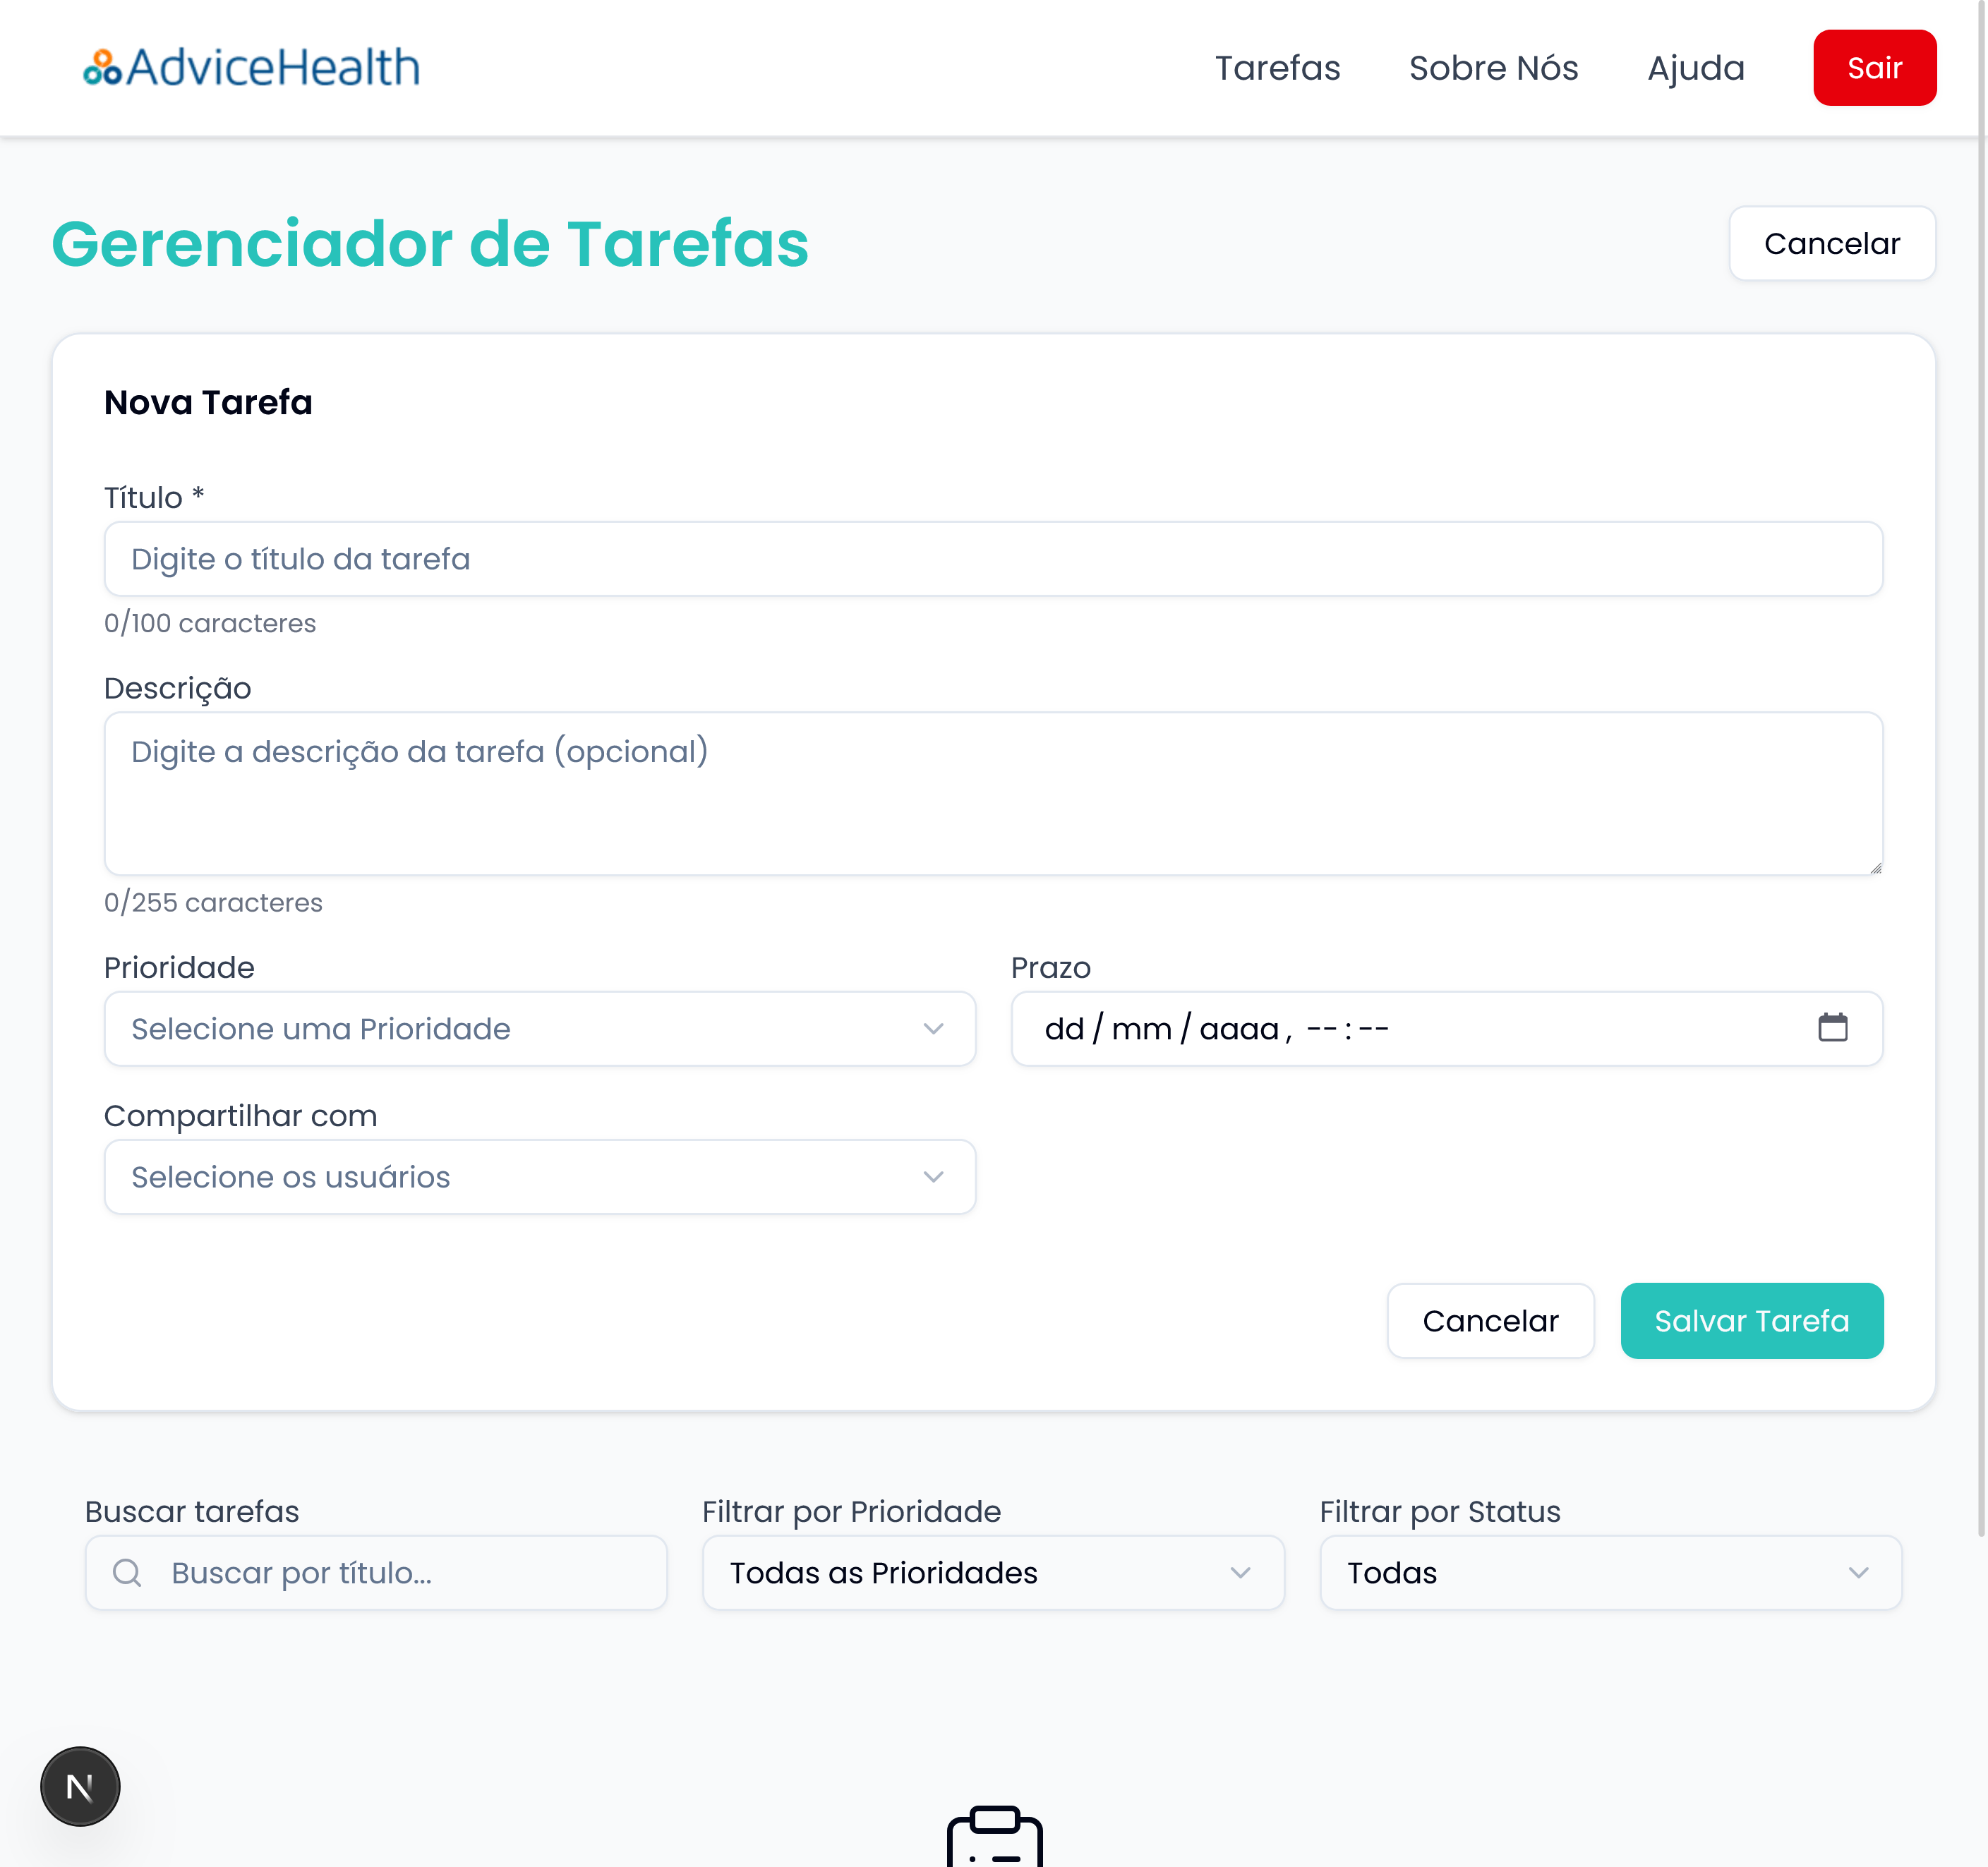 AdviceHealth
Tarefas
Sobre Nós
Ajuda
Sair
Gerenciador de Tarefas
Cancelar
Nova Tarefa
Título *
Digite o título da tarefa
0/100 caracteres
Descrição
Digite a descrição da tarefa (opcional)
0/255 caracteres
Prioridade
Selecione uma Prioridade
Prazo
dd/mm/aaaa, --:--
Compartilhar com
Selecione os usuários
Cancelar
Salvar Tarefa
Buscar tarefas
Buscar por título...
Filtrar por Prioridade
Todas as Prioridades
Filtrar por Status
Todas
N